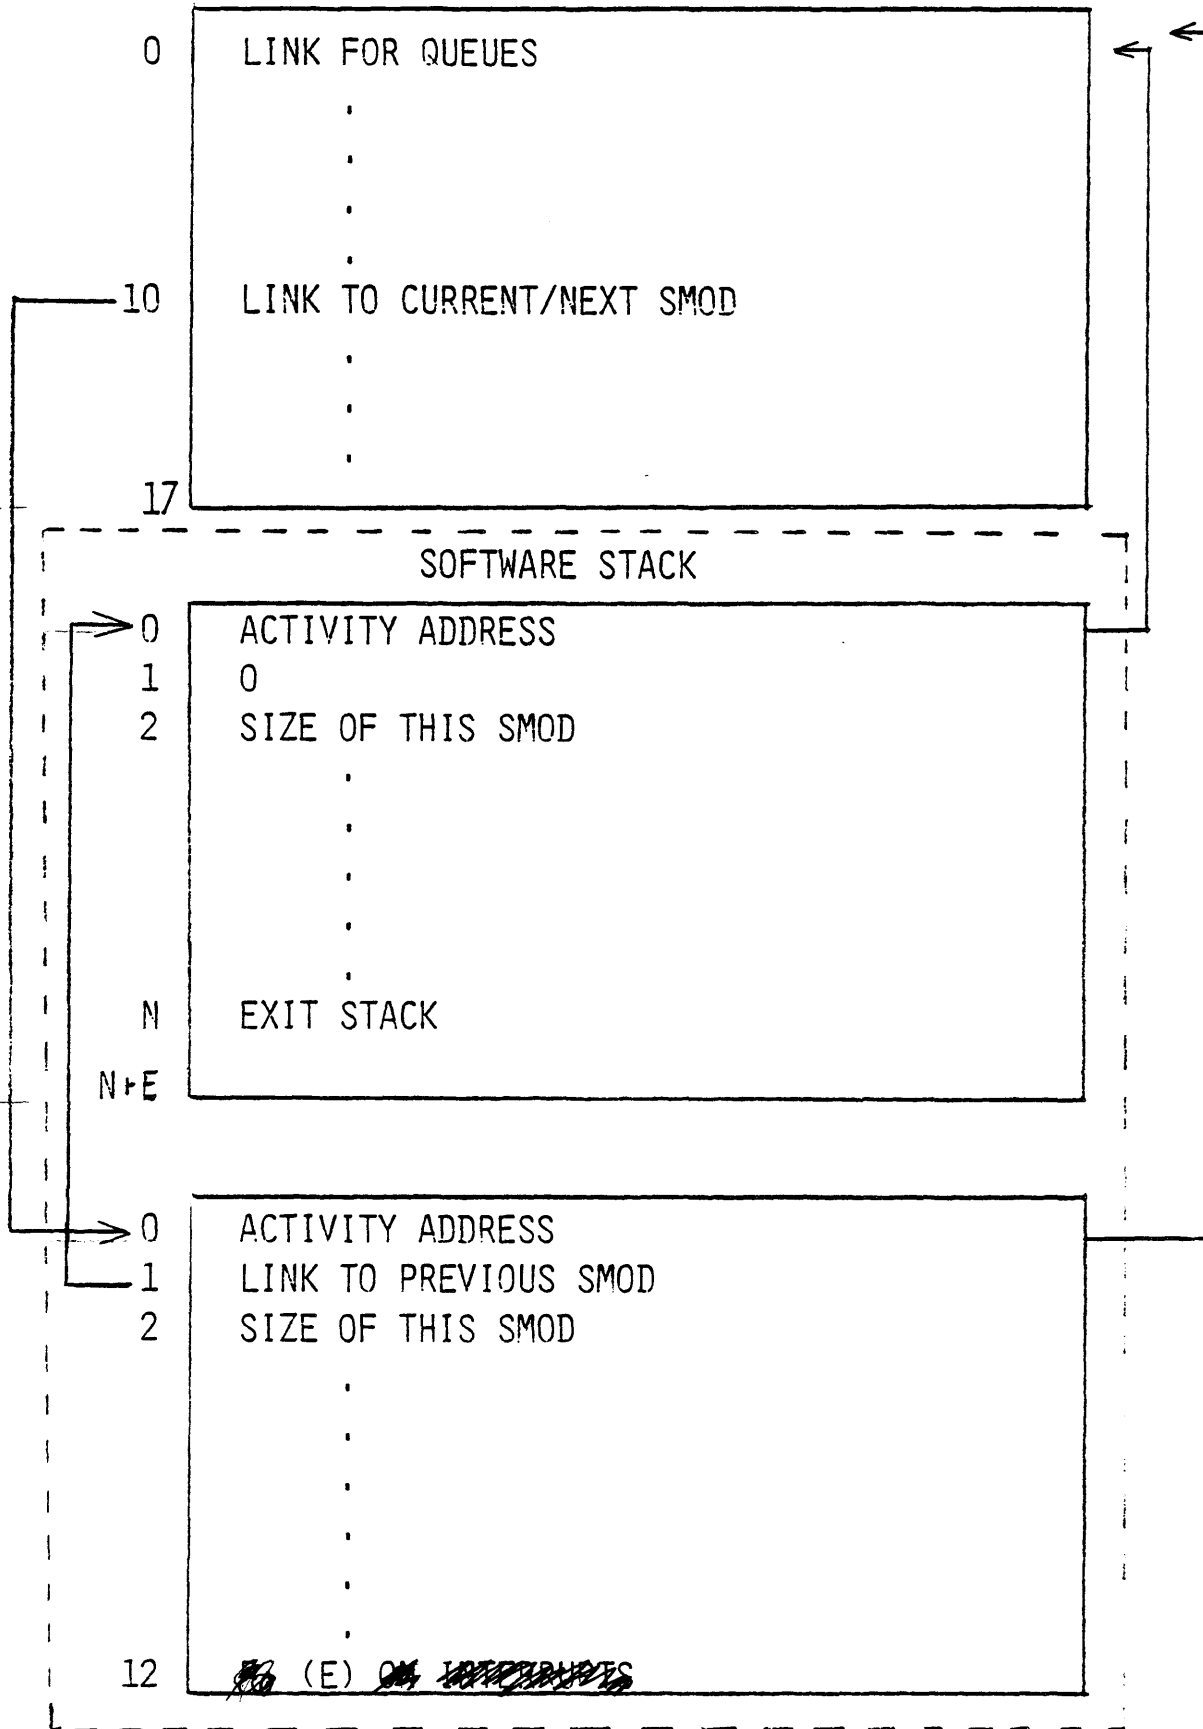 0 LINK FOR QUEUES
10 LINK TO CURRENT/NEXT SMOD
17
SOFTWARE STACK
0 ACTIVITY ADDRESS
1 0
2 SIZE OF THIS SMOD
N EXIT STACK
N+E
0 ACTIVITY ADDRESS
1 LINK TO PREVIOUS SMOD
2 SIZE OF THIS SMOD
12 (E)